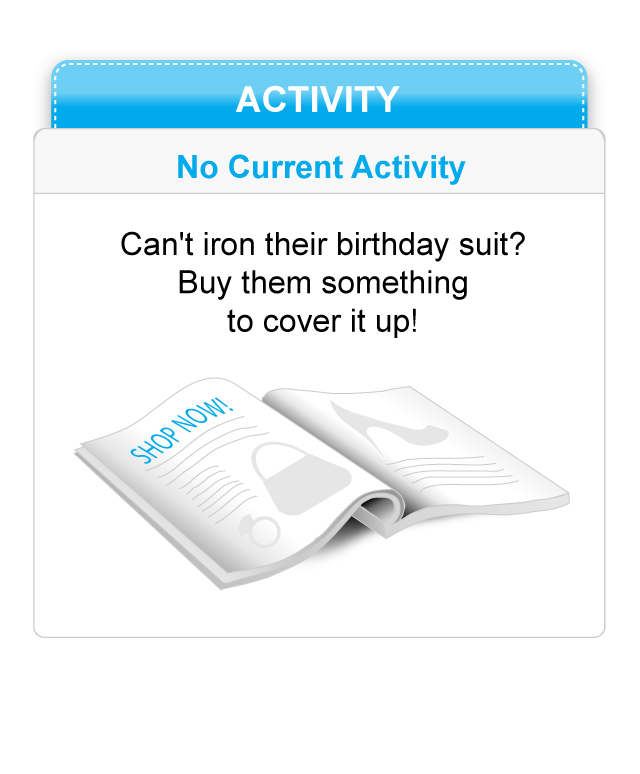 ACTIVITY
No Current Activity
Can't iron their birthday suit?
Buy them something
to cover it up!
SHOP NOW!